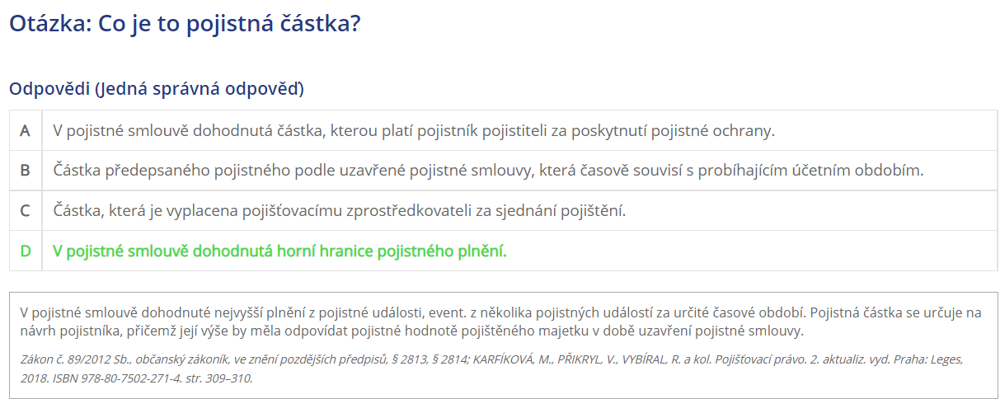 Otázka: Co je to pojistná částka?
Odpovědi (Jedná správná odpověď)
A V pojistné smlouvě dohodnutá částka, kterou platí pojistník pojistiteli za poskytnutí pojistné ochrany.
B Částka předepsaného pojistného podle uzavřené pojistné smlouvy, která časově souvisí s probíhajícím účetním obdobím.
C Částka, která je vyplacena pojišťovacímu zprostředkovateli za sjednání pojištění.
D V pojistné smlouvě dohodnutá horní hranice pojistného plnění.
V pojistné smlouvě dohodnuté nejvyšší plnění z pojistné události, event. z několika pojistných událostí za určité časové období. Pojistná částka se určuje na
návrh pojistníka, přičemž její výše by měla odpovídat pojistné hodnotě pojištěného majetku v době uzavření pojistné smlouvy.
Zákon č. 89/2012 Sb., občanský zákoník, ve znění pozdějších předpisů, § 2813, § 2814; KARFÍKOVÁ, M., PŘIKRYL, V., VYBÍRAL, R. a kol. Pojišťovací právo. 2. aktualiz. vyd. Praha: Leges,
2018. ISBN 978-80-7502-271-4. str. 309–310.